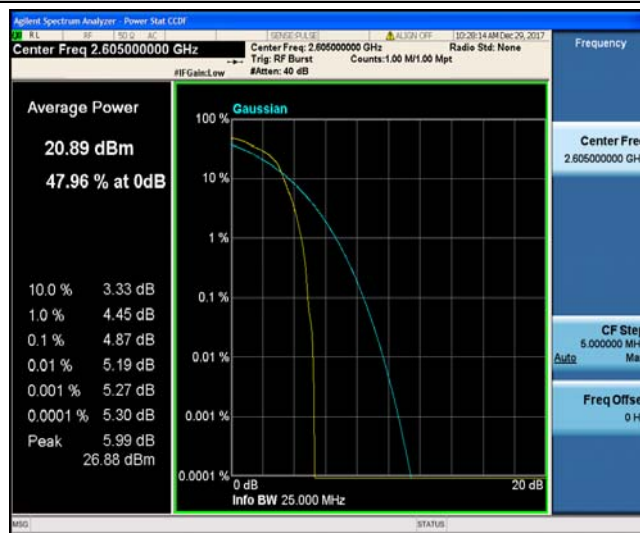 Agilent Spectrum Analyzer - Power Stat CCDF
RL RF 50 Ω AC SENSE:PULSE ALIGN OFF 10:28:14 AM Dec 29, 2017
Center Freq 2.605000000 GHz
Center Freq: 2.605000000 GHz Radio Std: None
Trig: RF Burst Counts:1.00 M/1.00 Mpt
#IFGain:Low #Atten: 40 dB
Frequency
Average Power
20.89 dBm
47.96 % at 0dB
10.0 % 3.33 dB
1.0 % 4.45 dB
0.1 % 4.87 dB
0.01 % 5.19 dB
0.001 % 5.27 dB
0.0001 % 5.30 dB
Peak 5.99 dB
26.88 dBm
Gaussian
100 %
10 %
1 %
0.1 %
0.01 %
0.001 %
0.0001 %
0 dB 20 dB
Info BW 25.000 MHz
Center Fre
2.605000000 GH
CF Step
5.000000 MH
Auto Ma
Freq Offse
0 H
MSG STATUS